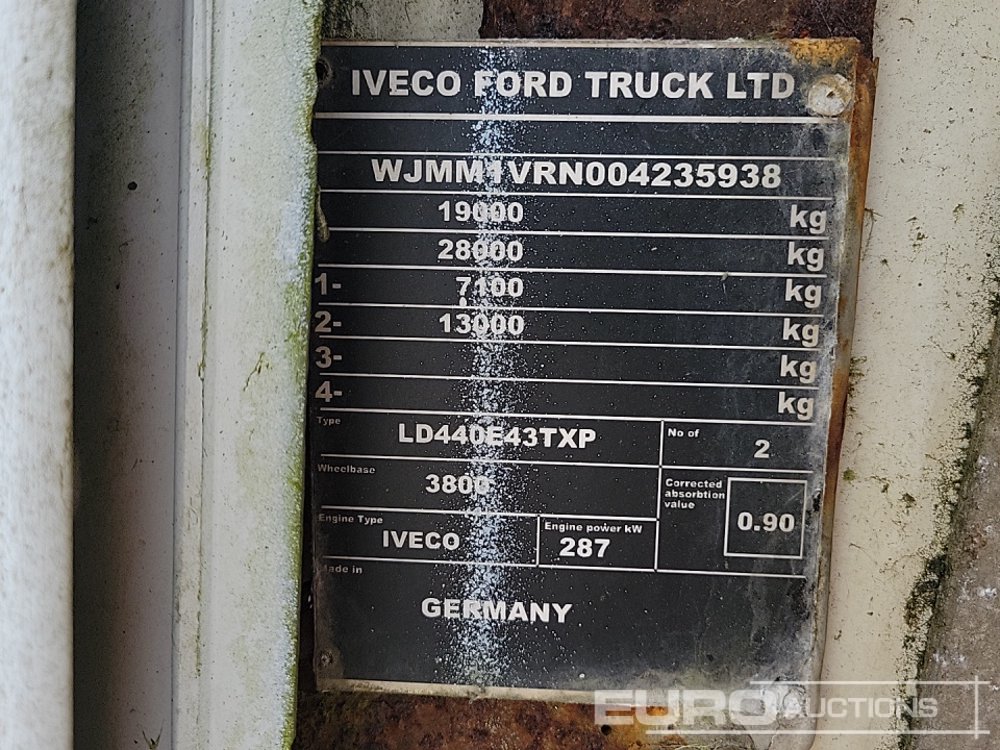 IVECO FORD TRUCK LTD
WJMM1VRN004235938
19000 kg
28000 kg
1- 7100 kg
2- 13000 kg
3- kg
4- kg
Type LD440E43TXP No of 2
Wheelbase 3800 Corrected absorbtion value 0.90
Engine Type IVECO Engine power kW 287
Made in GERMANY
EURO AUCTIONS